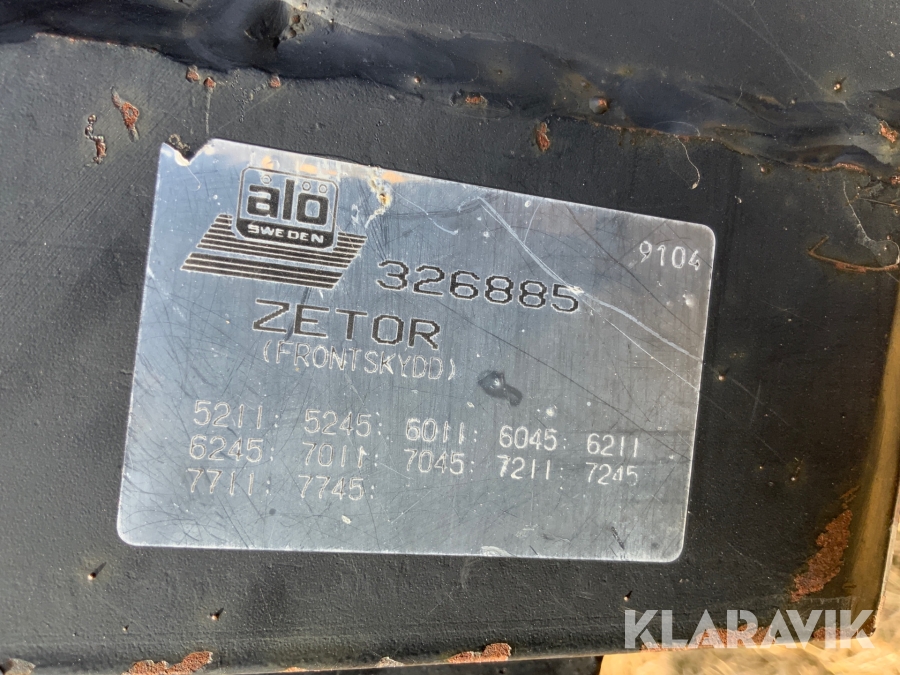 ålö
SWEDEN
9104
326885
ZETOR
(FRONTSKYDD)
5211: 5245: 6011: 6045: 6211
6245: 7011: 7045: 7211: 7245
7711: 7745:
KLARAVIK